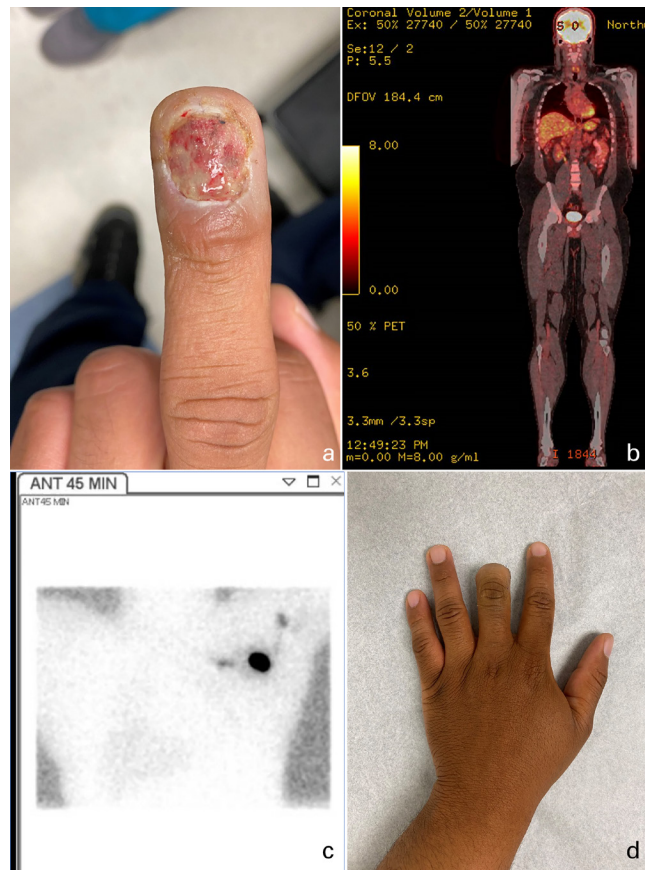 a
Coronal Volume 2/Volume 1
Ex: 50% 27740 / 50% 27740
Se:12 / 2
P: 5.5
DFOV 184.4 cm
8.00
0.00
50 % PET
3.6
3.3mm /3.3sp
12:49:23 PM
m=0.00 M=8.00 g/ml
S
North
I 1844
b
ANT 45 MIN
ANT45 MIN
c
d